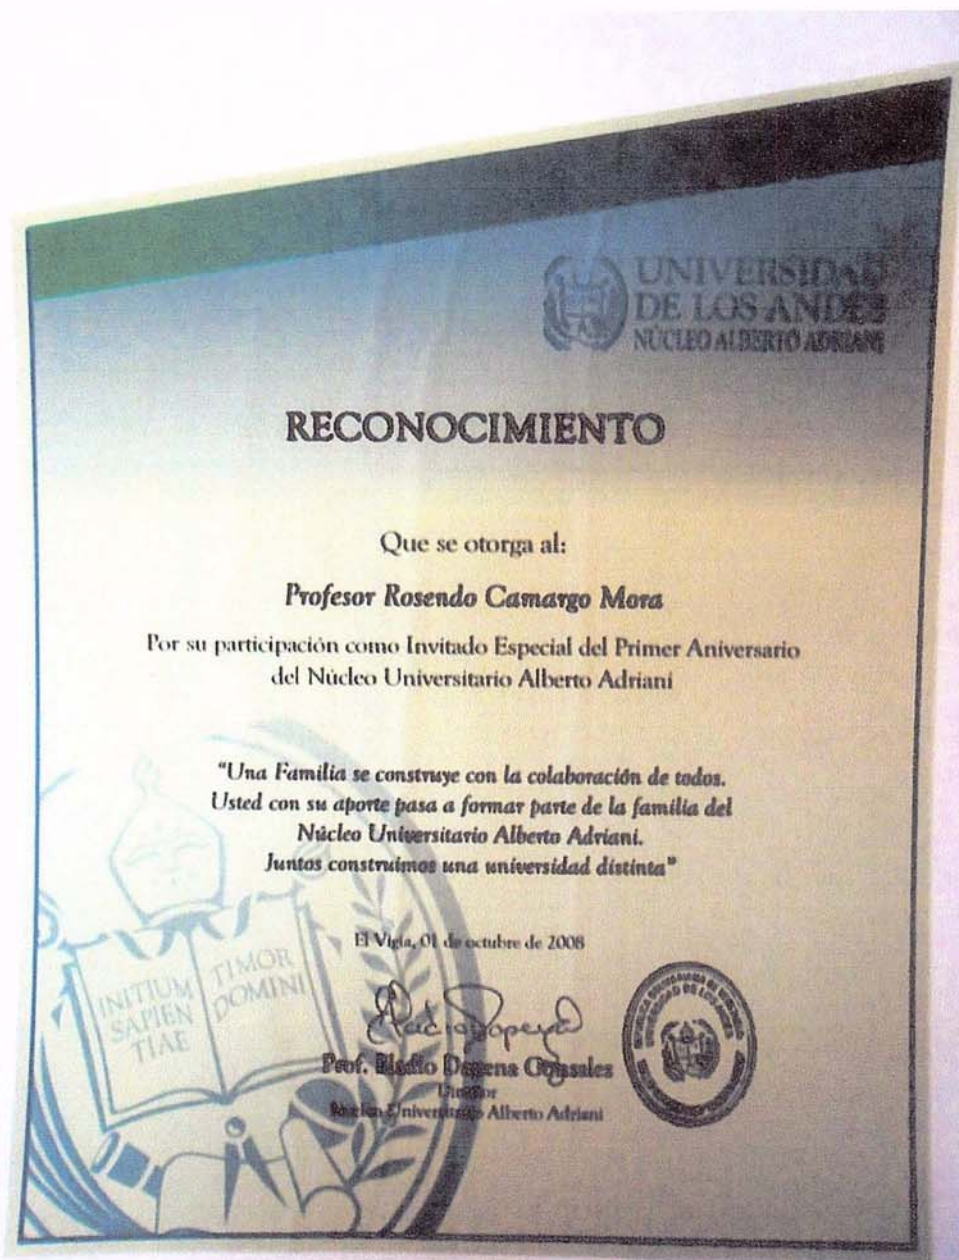 UNIVERSIDAD
DE LOS ANDES
NÚCLEO ALBERTO ADRIANI
RECONOCIMIENTO
Que se otorga al:
Profesor Rosendo Camargo Mora
Por su participación como Invitado Especial del Primer Aniversario
del Núcleo Universitario Alberto Adriani
"Una Familia se construye con la colaboración de todos.
Usted con su aporte pasa a formar parte de la familia del
Núcleo Universitario Alberto Adriani.
Juntos construimos una universidad distinta"
INITIUM
SAPIEN
TIAE
TIMOR
DOMINI
El Vigía, 01 de octubre de 2008
Prof. Eladio
Director
Núcleo Universitario Alberto Adriani